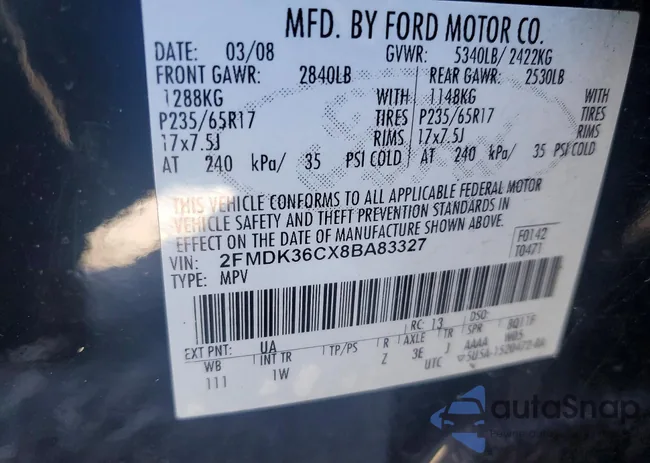 MFD. BY FORD MOTOR CO.
DATE: 03/08 GVWR: 5340LB/ 2422KG
FRONT GAWR: 2840LB REAR GAWR: 2530LB
1288KG WITH 1148KG WITH
P235/65R17 TIRES P235/65R17 TIRES
17x7.5J RIMS 17x7.5J RIMS
AT 240 kPa/ 35 PSI COLD AT 240 kPa/ 35 PSI COLD
THIS VEHICLE CONFORMS TO ALL APPLICABLE FEDERAL MOTOR
VEHICLE SAFETY AND THEFT PREVENTION STANDARDS IN
EFFECT ON THE DATE OF MANUFACTURE SHOWN ABOVE.
VIN: 2FMDK36CX8BA83327 F0142
TYPE: MPV T0471
EXT PNT: UA RC: 13 DSO:
WB INT TR TP/PS R AXLE TR SPR
111 1W Z 3E J AAAA
UTC
autoSnap